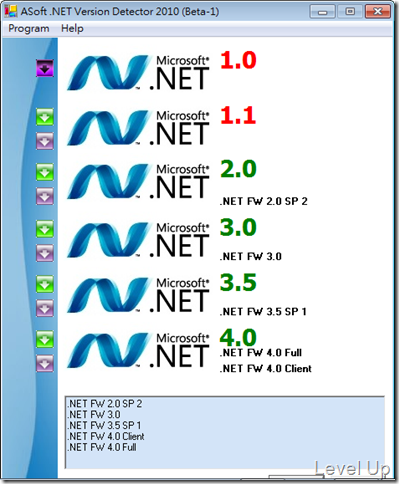 ASoft .NET Version Detector 2010 (Beta-1)
Program Help
Microsoft®
.NET
1.0
Microsoft®
.NET
1.1
Microsoft®
.NET
2.0
.NET FW 2.0 SP 2
Microsoft®
.NET
3.0
.NET FW 3.0
Microsoft®
.NET
3.5
.NET FW 3.5 SP 1
Microsoft®
.NET
4.0
.NET FW 4.0 Full
.NET FW 4.0 Client
.NET FW 2.0 SP 2
.NET FW 3.0
.NET FW 3.5 SP 1
.NET FW 4.0 Client
.NET FW 4.0 Full
Level Up